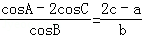 cosA－2cosC / cosB = 2c－a / b